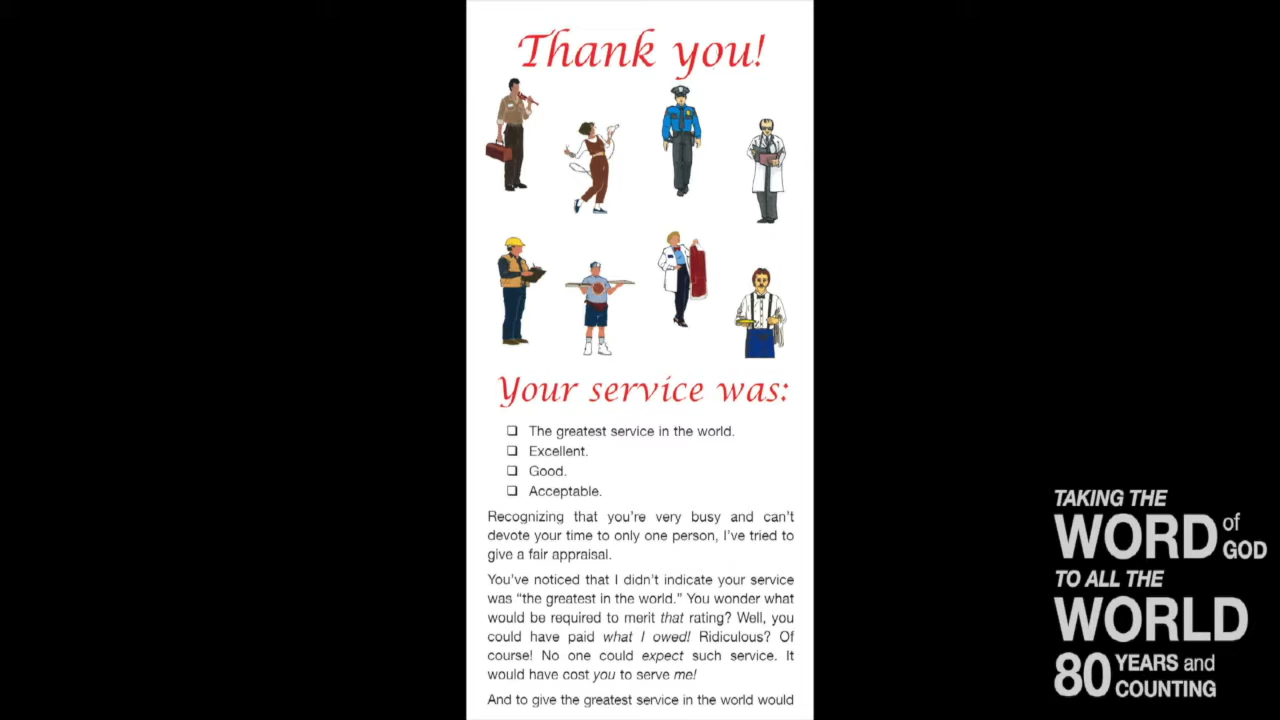 Thank you!
Your service was:
❑ The greatest service in the world.
❑ Excellent.
❑ Good.
❑ Acceptable.
Recognizing that you're very busy and can't
devote your time to only one person, I've tried to
give a fair appraisal.
You've noticed that I didn't indicate your service
was “the greatest in the world.” You wonder what
would be required to merit that rating? Well, you
could have paid what I owed! Ridiculous? Of
course! No one could expect such service. It
would have cost you to serve me!
And to give the greatest service in the world would
TAKING THE
WORD of GOD
TO ALL THE
WORLD
80 YEARS and
COUNTING